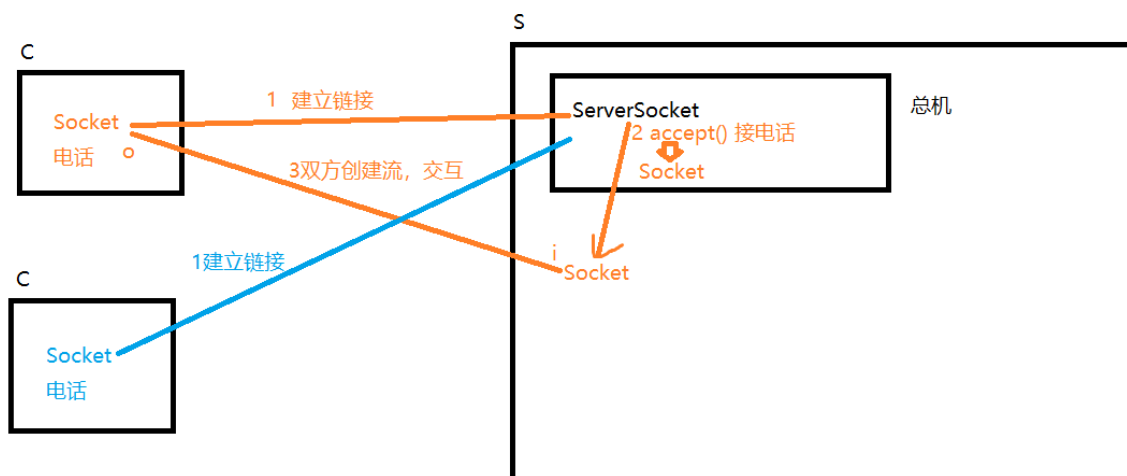 S
C
1 建立链接
ServerSocket
总机
Socket
电话
o
2 accept() 接电话
Socket
3双方创建流，交互
i
Socket
C
1建立链接
Socket
电话